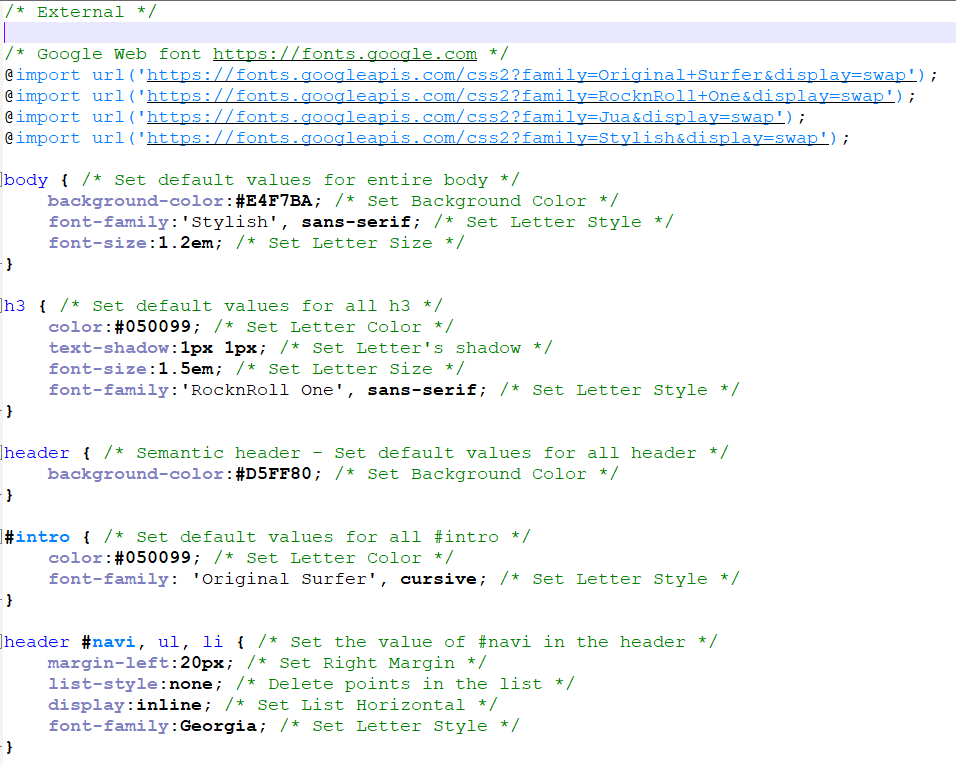 /* External */
/* Google Web font https://fonts.google.com */
@import url('https://fonts.googleapis.com/css2?family=Original+Surfer&display=swap');
@import url('https://fonts.googleapis.com/css2?family=RocknRoll+One&display=swap');
@import url('https://fonts.googleapis.com/css2?family=Jua&display=swap');
@import url('https://fonts.googleapis.com/css2?family=Stylish&display=swap');
body { /* Set default values for entire body */
background-color:#E4F7BA; /* Set Background Color */
font-family:'Stylish', sans-serif; /* Set Letter Style */
font-size:1.2em; /* Set Letter Size */
}
h3 { /* Set default values for all h3 */
color:#050099; /* Set Letter Color */
text-shadow:1px 1px; /* Set Letter's shadow */
font-size:1.5em; /* Set Letter Size */
font-family:'RocknRoll One', sans-serif; /* Set Letter Style */
}
header { /* Semantic header - Set default values for all header */
background-color:#D5FF80; /* Set Background Color */
}
#intro { /* Set default values for all #intro */
color:#050099; /* Set Letter Color */
font-family: 'Original Surfer', cursive; /* Set Letter Style */
}
header #navi, ul, li { /* Set the value of #navi in the header */
margin-left:20px; /* Set Right Margin */
list-style:none; /* Delete points in the list */
display:inline; /* Set List Horizontal */
font-family:Georgia; /* Set Letter Style */
}